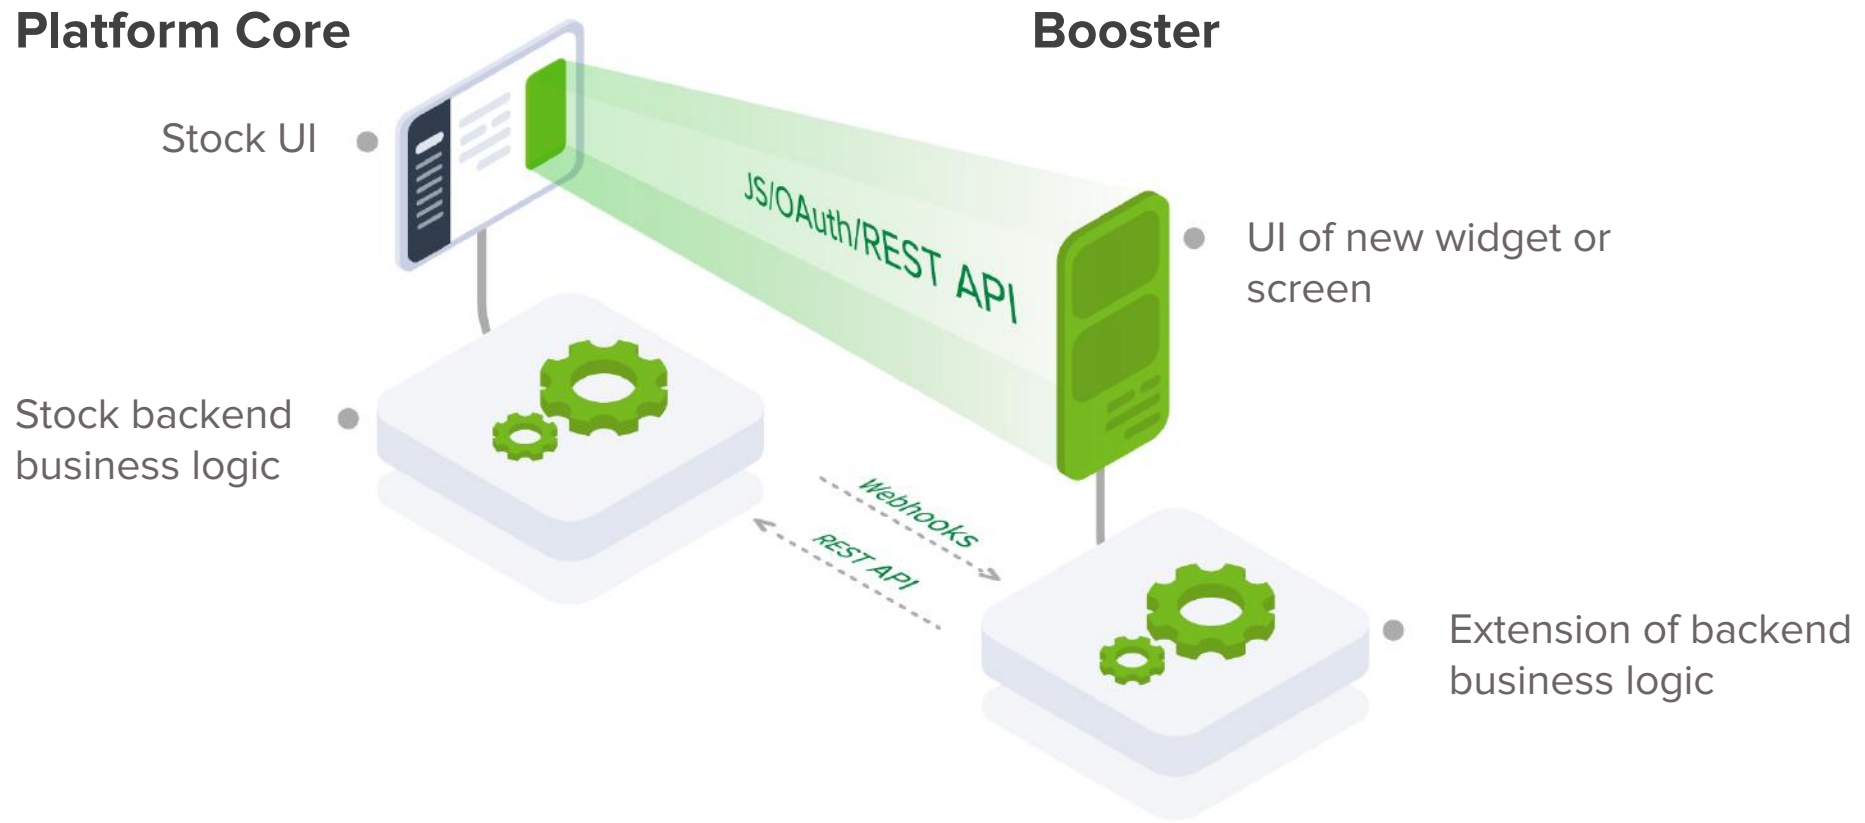 Platform Core
Booster
Stock UI
JS/OAuth/REST API
UI of new widget or
screen
Stock backend
business logic
Webhooks
REST API
Extension of backend
business logic